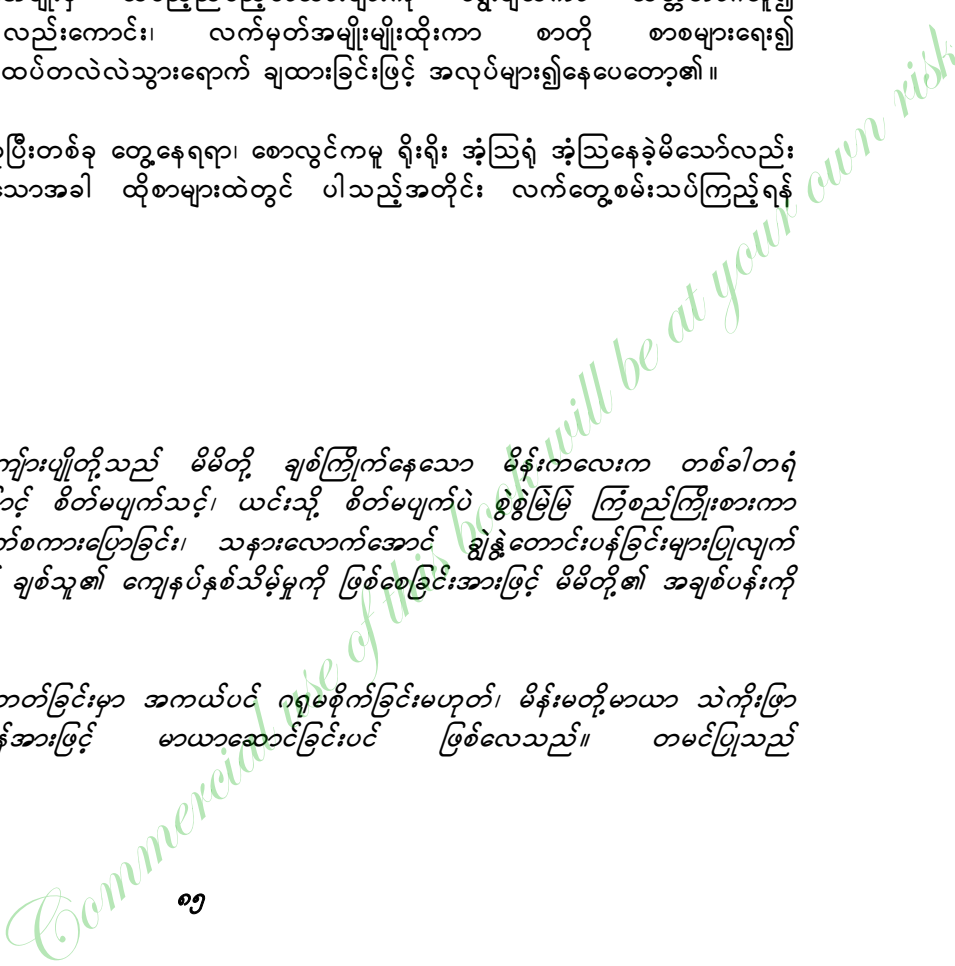 လည်းကောင်း၊ လက်မှတ်အမျိုးမျိုးထိုးကာ စာတို စာစများရေး၍
ထပ်တလဲလဲသွားရောက် ချထားခြင်းဖြင့် အလုပ်များ၍နေပေတော့၏။
ပြီးတစ်ခု တွေ့နေရရာ၊ စောလွင်ကမူ ရိုးရိုး အံ့ဩရုံ အံ့ဩနေခဲ့မိသော်လည်း
သောအခါ ထိုစာများထဲတွင် ပါသည့်အတိုင်း လက်တွေ့စမ်းသပ်ကြည့်ရန်
ကျား​ပျိုတို့သည် မိမိတို့ ချစ်ကြိုက်နေသော မိန်းကလေးက တစ်ခါတရံ
စိတ်မပျက်သင့်၊ ယင်းသို့ စိတ်မပျက်ပဲ စွဲစွဲမြဲမြဲ ကြံစည်ကြိုးစားကာ
စကားပြောခြင်း၊ သနားလောက်အောင် ချွဲနွဲ့တောင်းပန်ခြင်းများပြုလျက်
ချစ်သူ၏ ကျေနပ်နှစ်သိမ့်မှုကို ဖြစ်စေခြင်းအားဖြင့် မိမိတို့၏ အချစ်ပန်းကို
တတ်ခြင်းမှာ အကယ်ပင် ဂရုမစိုက်ခြင်းမဟုတ်၊ မိန်းမတို့မာယာ သဲကိုးဖြာ
အားဖြင့် မာယာဆောင်ခြင်းပင် ဖြစ်လေသည်။ တမင်ပြုသည်
၈၅
Commercial use of this book will be at your own risk